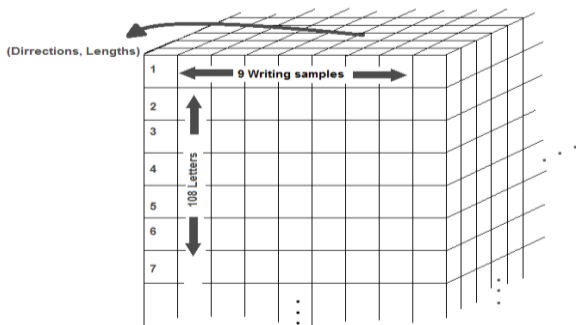 (Dirrections, Lengths)
1
9 Writing samples
2
3
4
5
6
7
108 Letters